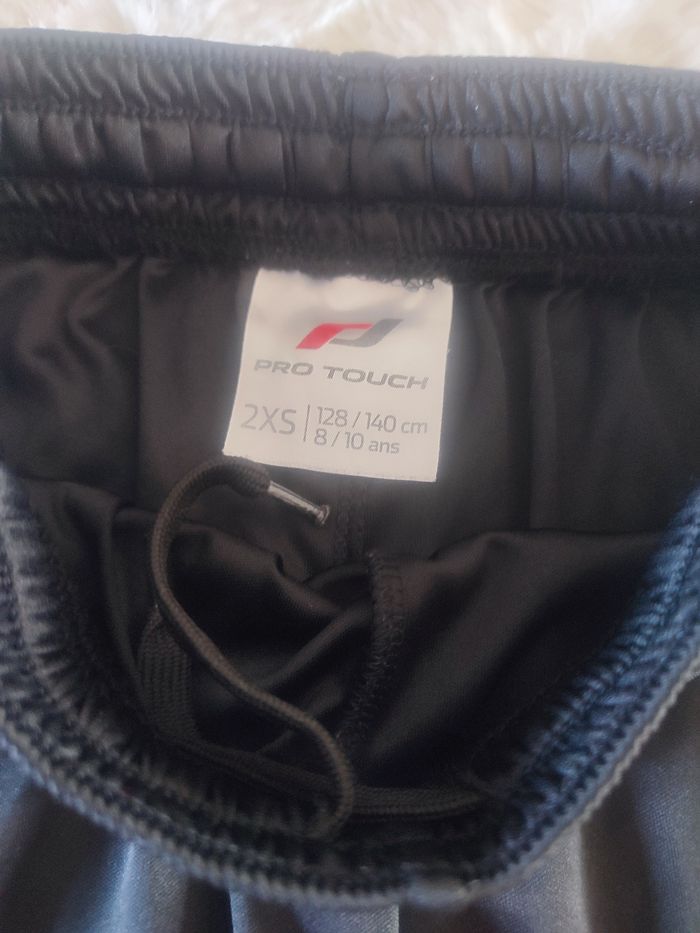 PRO TOUCH
2XS
128 / 140 cm
8 / 10 ans